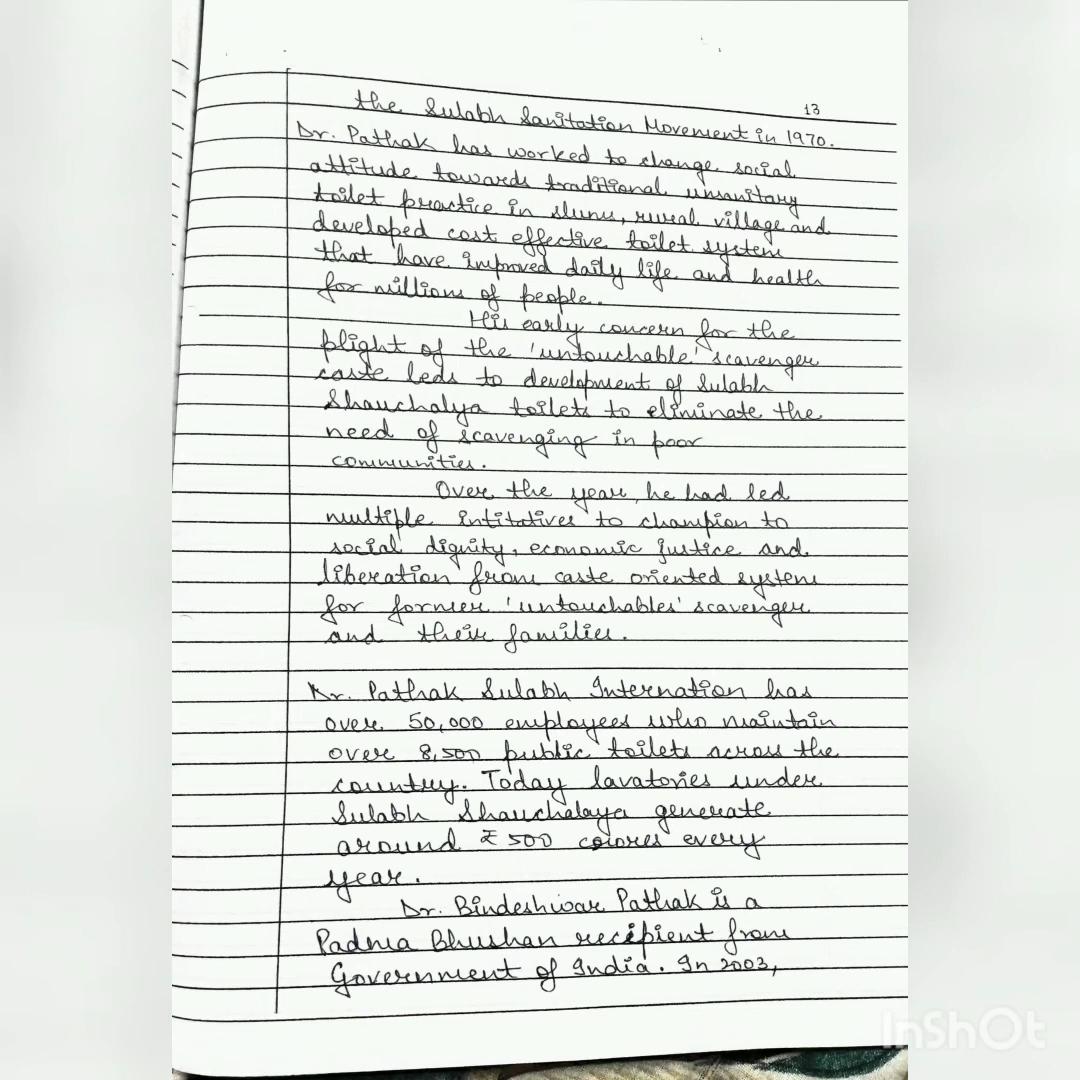 13
the Sulabh Sanitation Movement in 1970.
Dr. Pathak has worked to change social
attitude towards traditional unsanitary
toilet practice in slums, rural village and
developed cost effective toilet system
that have improved daily life and health
for millions of people.
His early concern for the
plight of the 'untouchable' scavenger
caste leds to development of Sulabh
Shauchalya toilets to eliminate the
need of scavenging in poor
communities.
Over the year, he had led
multiple intitatives to champion to
social dignity, economic justice and
liberation from caste oriented system
for former 'untouchables' scavenger
and their families.
Dr. Pathak Sulabh Internation has
over 50,000 employees who maintain
over 8,500 public toilets across the
country. Today lavatories under
Sulabh Shauchalaya generate
around ₹ 500 crores every
year.
Dr. Bindeshwar Pathak is a
Padma Bhushan recipient from
Government of India. In 2003,
InShOt